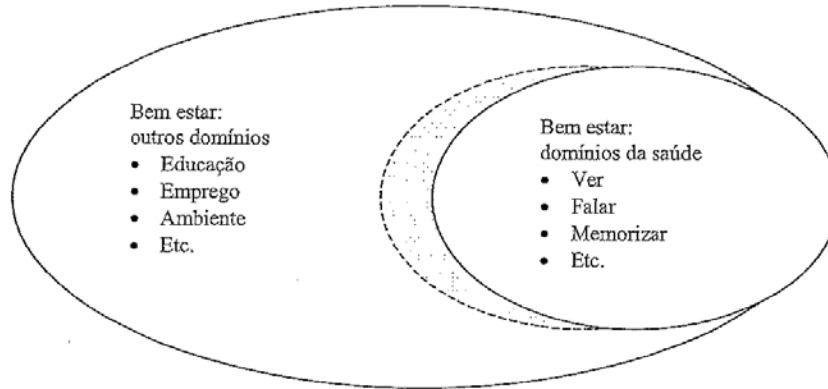 Bem estar:
outros domínios
• Educação
• Emprego
• Ambiente
• Etc.
Bem estar:
domínios da saúde
• Ver
• Falar
• Memorizar
• Etc.